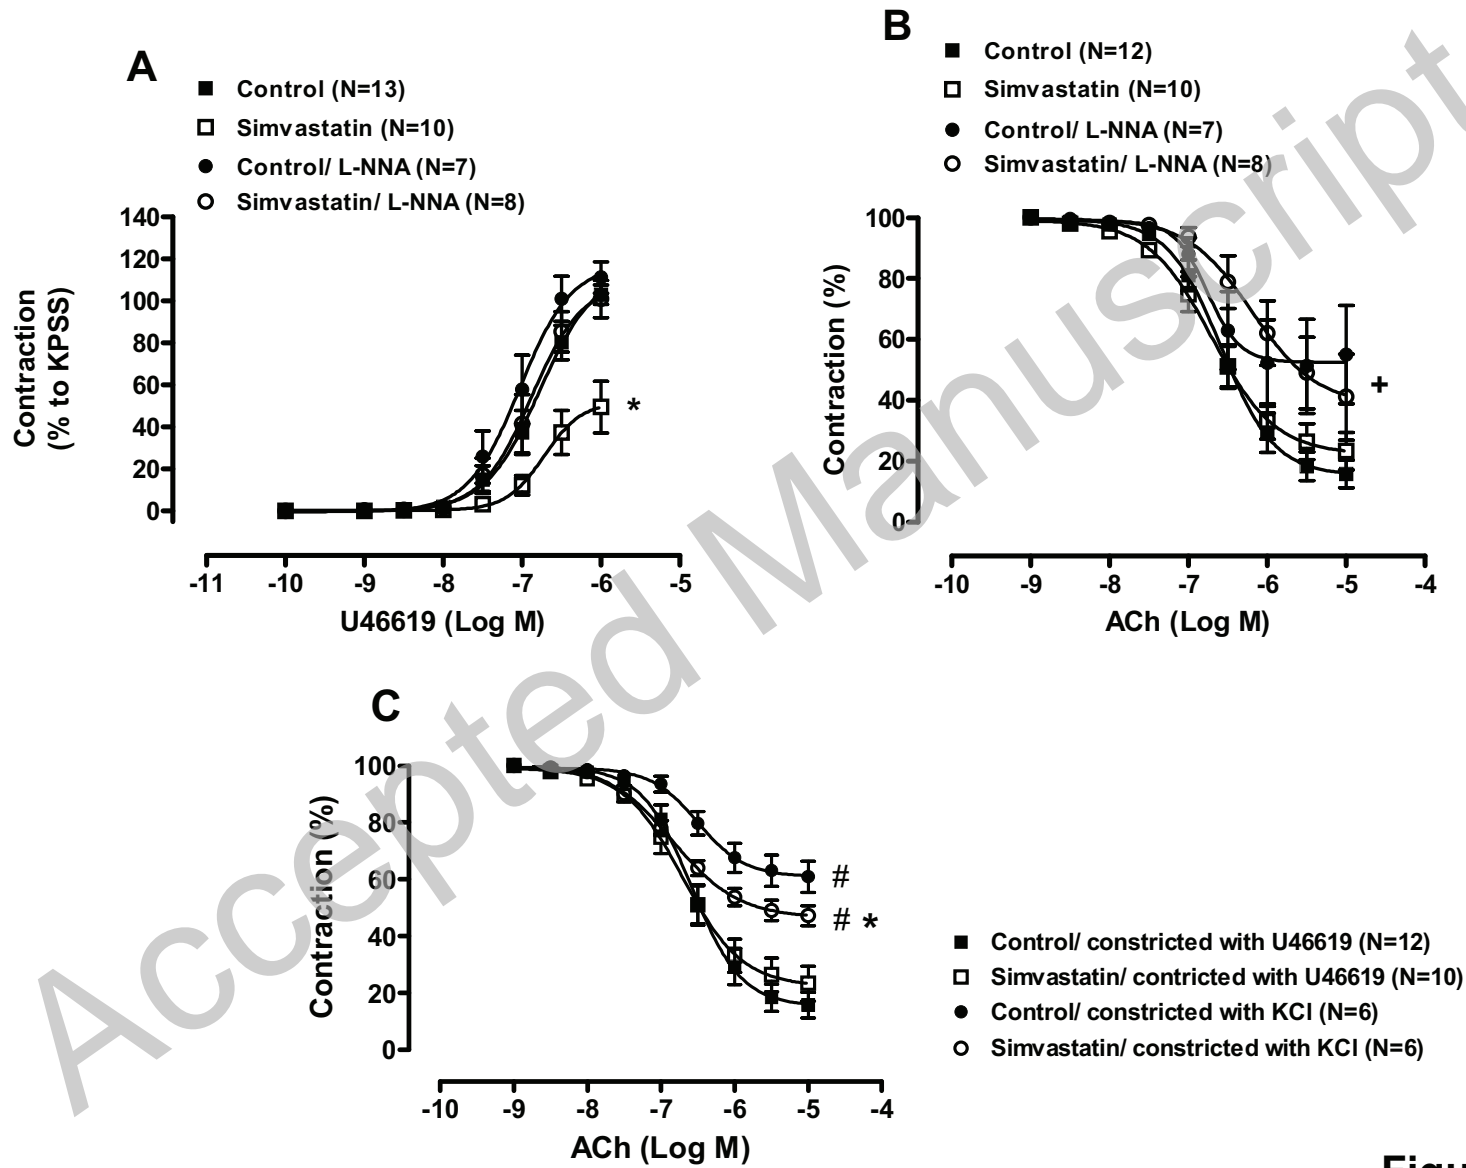 A
Control (N=13)
Simvastatin (N=10)
Control/ L-NNA (N=7)
Simvastatin/ L-NNA (N=8)
140
120
100
80
60
40
20
0
Contraction
(% to KPSS)
*
-11 -10 -9 -8 -7 -6 -5
U46619 (Log M)
B
Control (N=12)
Simvastatin (N=10)
Control/ L-NNA (N=7)
Simvastatin/ L-NNA (N=8)
100
80
60
40
20
0
Contraction (%)
+
-10 -9 -8 -7 -6 -5 -4
ACh (Log M)
C
100
80
60
40
20
0
Contraction (%)
#
# *
-10 -9 -8 -7 -6 -5 -4
ACh (Log M)
Control/ constricted with U46619 (N=12)
Simvastatin/ contricted with U46619 (N=10)
Control/ constricted with KCl (N=6)
Simvastatin/ constricted with KCl (N=6)
Accepted Manuscript